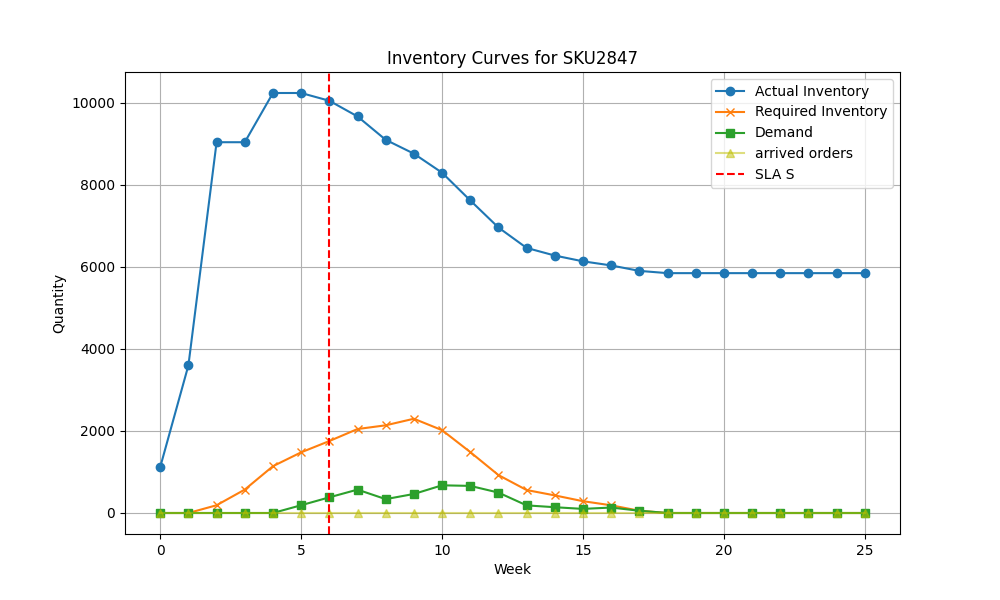 Inventory Curves for SKU2847
Actual Inventory
Required Inventory
Demand
arrived orders
SLA S
Quantity
10000
8000
6000
4000
2000
0
0 5 10 15 20 25
Week